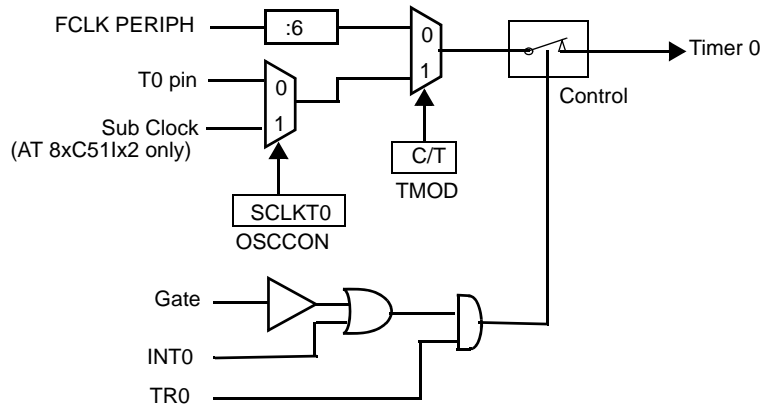 FCLK PERIPH
:6
0
1
T0 pin
0
1
Sub Clock
(AT 8xC51Ix2 only)
Timer 0
Control
C/T
TMOD
SCLKT0
OSCCON
Gate
INT0
TR0